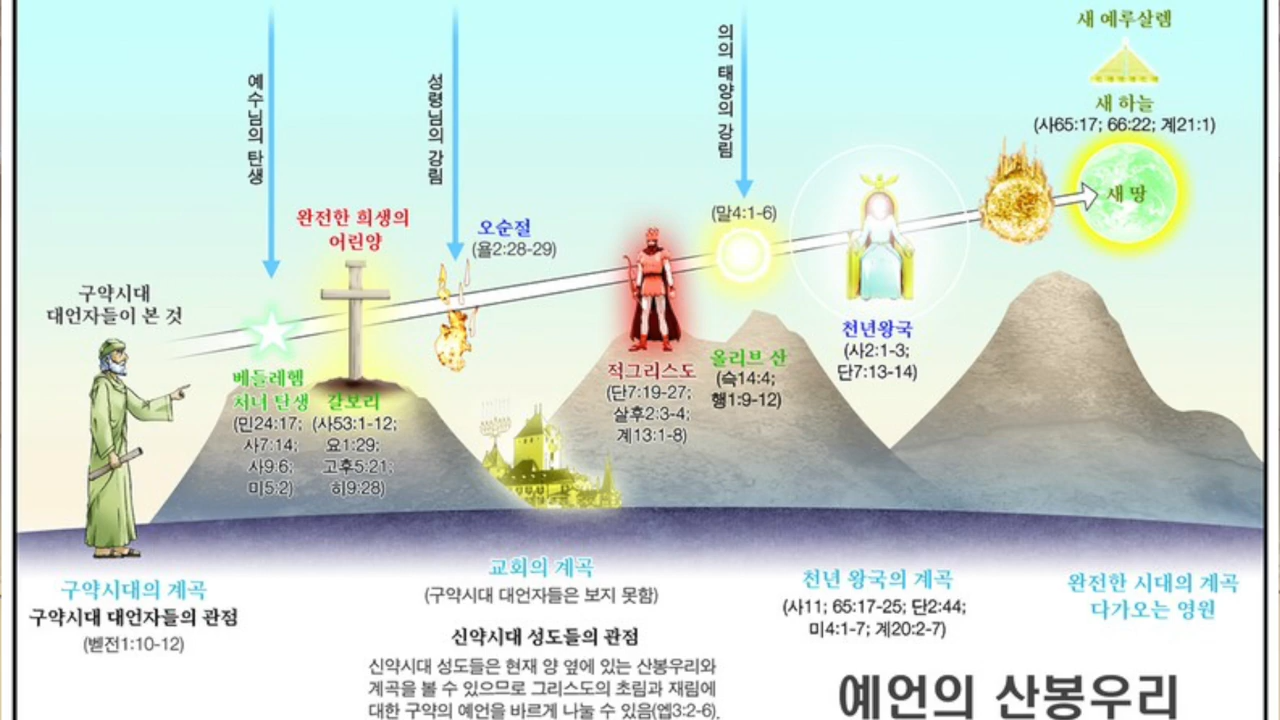 새 예루살렘
새 하늘
(사65:17; 66:22; 계21:1)
새 땅
예수님의 탄생
성령님의 강림
의의 태양의 강림
(말4:1-6)
완전한 희생의
어린양
오순절
(욜2:28-29)
구약시대
대언자들이 본 것
베들레헴
처녀 탄생
(민24:17;
사7:14;
사9:6;
미5:2)
갈보리
(사53:1-12;
요1:29;
고후5:21;
히9:28)
적그리스도
(단7:19-27;
살후2:3-4;
계13:1-8)
올리브 산
(슥14:4;
행1:9-12)
천년왕국
(사2:1-3;
단7:13-14)
구약시대의 계곡
구약시대 대언자들의 관점
(벧전1:10-12)
교회의 계곡
(구약시대 대언자들은 보지 못함)
신약시대 성도들의 관점
신약시대 성도들은 현재 양 옆에 있는 산봉우리와
계곡을 볼 수 있으므로 그리스도의 초림과 재림에
대한 구약의 예언을 바르게 나눌 수 있음(엡3:2-6).
천년 왕국의 계곡
(사11; 65:17-25; 단2:44;
미4:1-7; 계20:2-7)
완전한 시대의 계곡
다가오는 영원
예언의 산봉우리